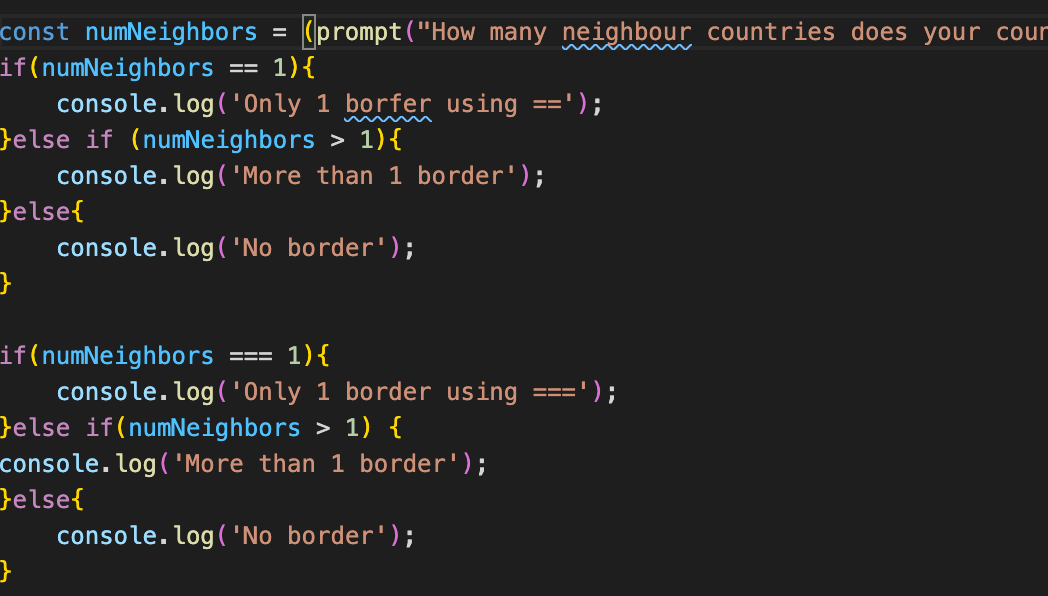 const numNeighbors = (prompt("How many neighbour countries does your coun
if(numNeighbors == 1){
    console.log('Only 1 borfer using ==');
}else if (numNeighbors > 1){
    console.log('More than 1 border');
}else{
    console.log('No border');
}

if(numNeighbors === 1){
    console.log('Only 1 border using ===');
}else if(numNeighbors > 1) {
console.log('More than 1 border');
}else{
    console.log('No border');
}